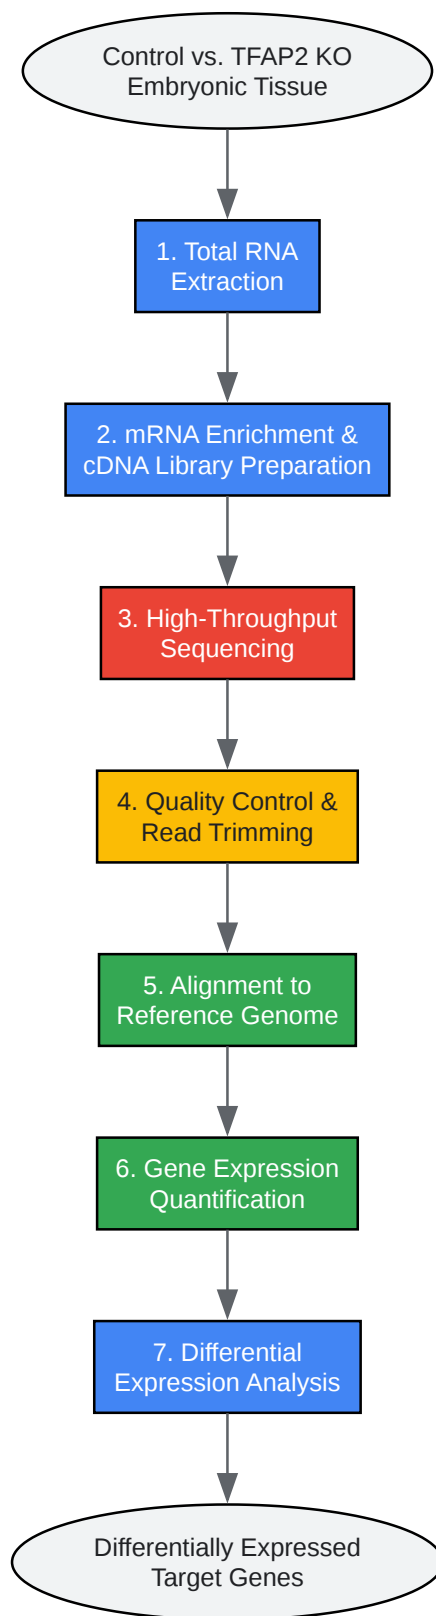 Control vs. TFAP2 KO
Embryonic Tissue
1. Total RNA
Extraction
2. mRNA Enrichment &
cDNA Library Preparation
3. High-Throughput
Sequencing
4. Quality Control &
Read Trimming
5. Alignment to
Reference Genome
6. Gene Expression
Quantification
7. Differential
Expression Analysis
Differentially Expressed
Target Genes